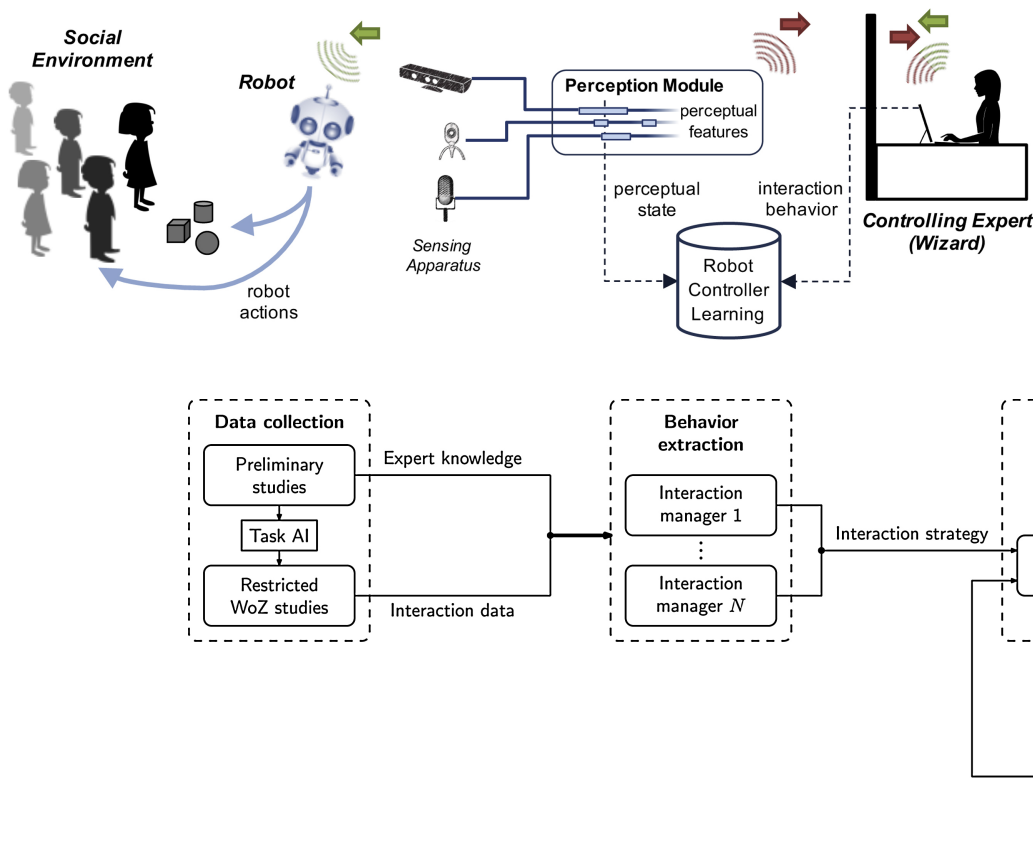 Social
Environment
Robot
Perception Module
perceptual
features
Sensing
Apparatus
perceptual
state
interaction
behavior
Controlling Expert
(Wizard)
Robot
Controller
Learning
robot
actions
Data collection
Preliminary
studies
Task AI
Restricted
WoZ studies
Expert knowledge
Interaction data
Behavior
extraction
Interaction
manager 1
Interaction
manager N
Interaction strategy